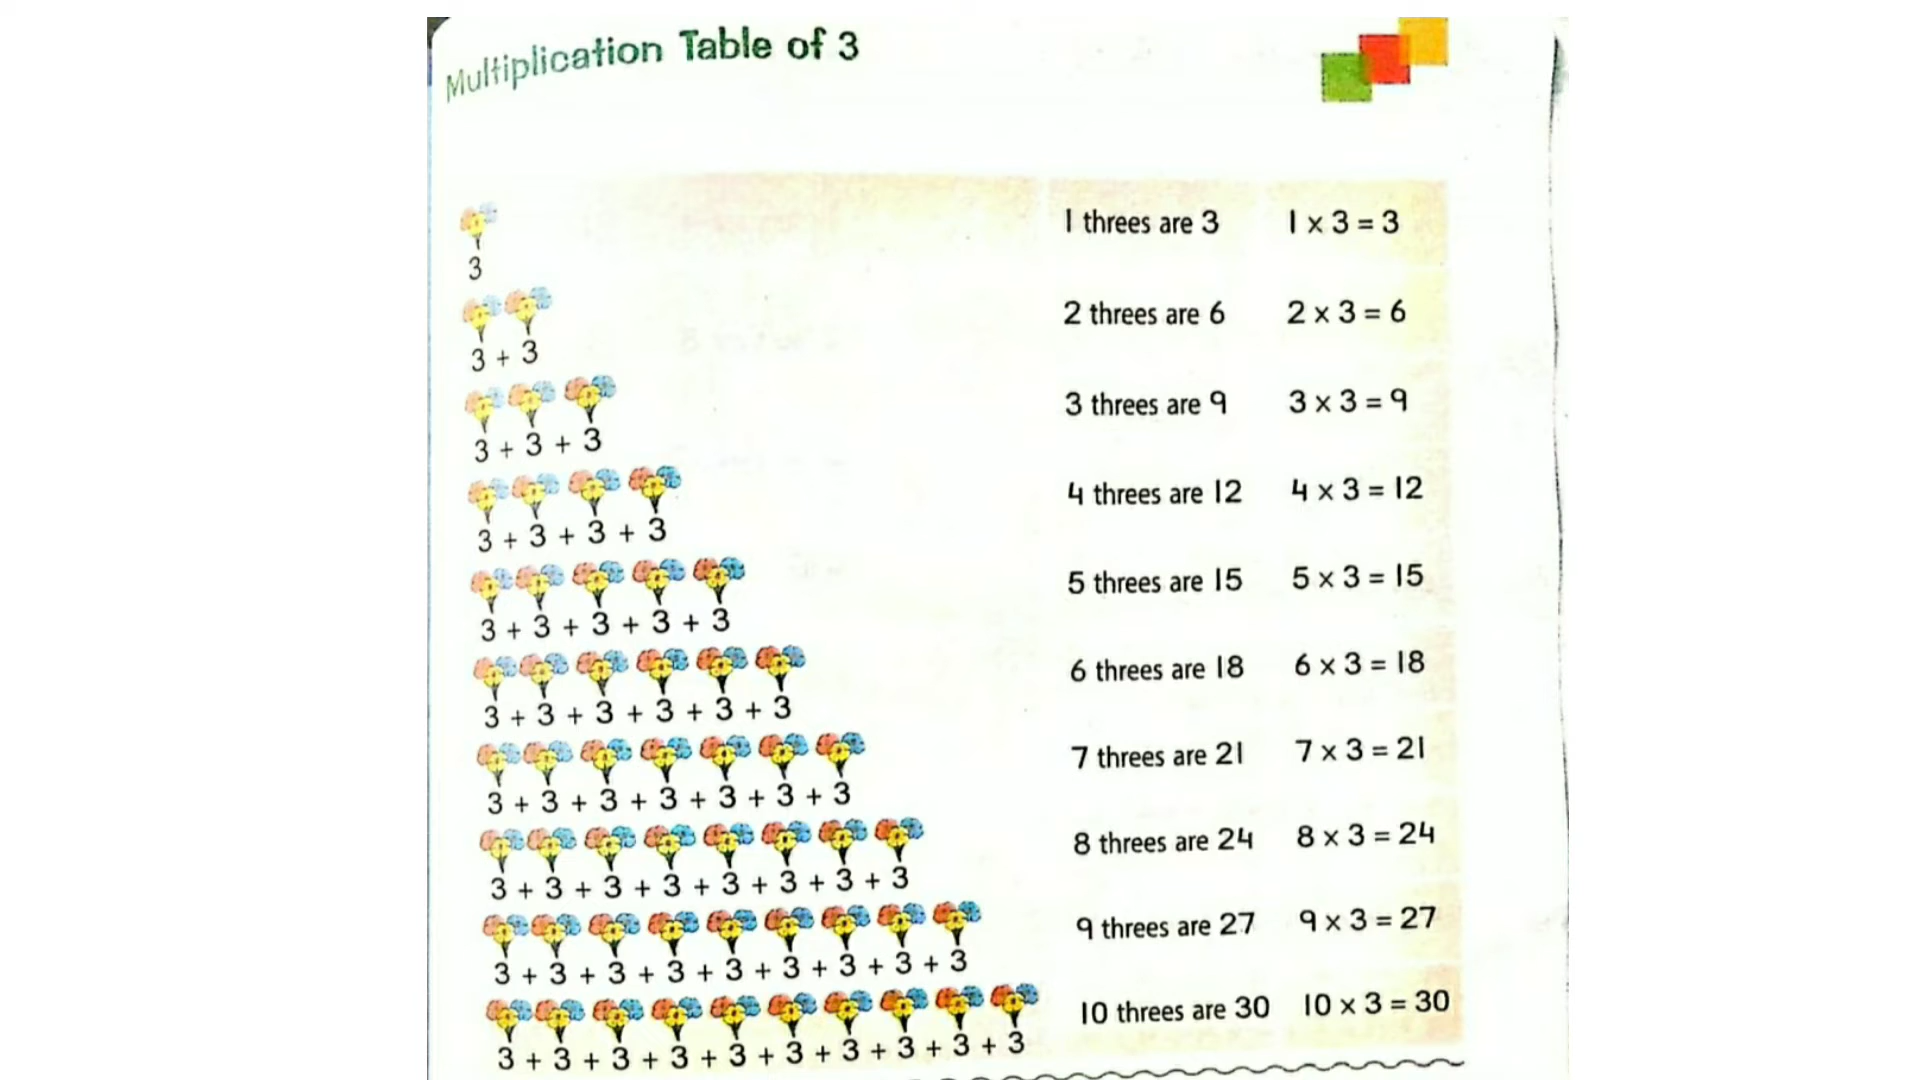 Multiplication Table of 3
1 threes are 3 1 x 3 = 3
3
2 threes are 6 2 x 3 = 6
3 + 3
3 threes are 9 3 x 3 = 9
3 + 3 + 3
4 threes are 12 4 x 3 = 12
3 + 3 + 3 + 3
5 threes are 15 5 x 3 = 15
3 + 3 + 3 + 3 + 3
6 threes are 18 6 x 3 = 18
3 + 3 + 3 + 3 + 3 + 3
7 threes are 21 7 x 3 = 21
3 + 3 + 3 + 3 + 3 + 3 + 3
8 threes are 24 8 x 3 = 24
3 + 3 + 3 + 3 + 3 + 3 + 3 + 3
9 threes are 27 9 x 3 = 27
3 + 3 + 3 + 3 + 3 + 3 + 3 + 3 + 3
10 threes are 30 10 x 3 = 30
3 + 3 + 3 + 3 + 3 + 3 + 3 + 3 + 3 + 3